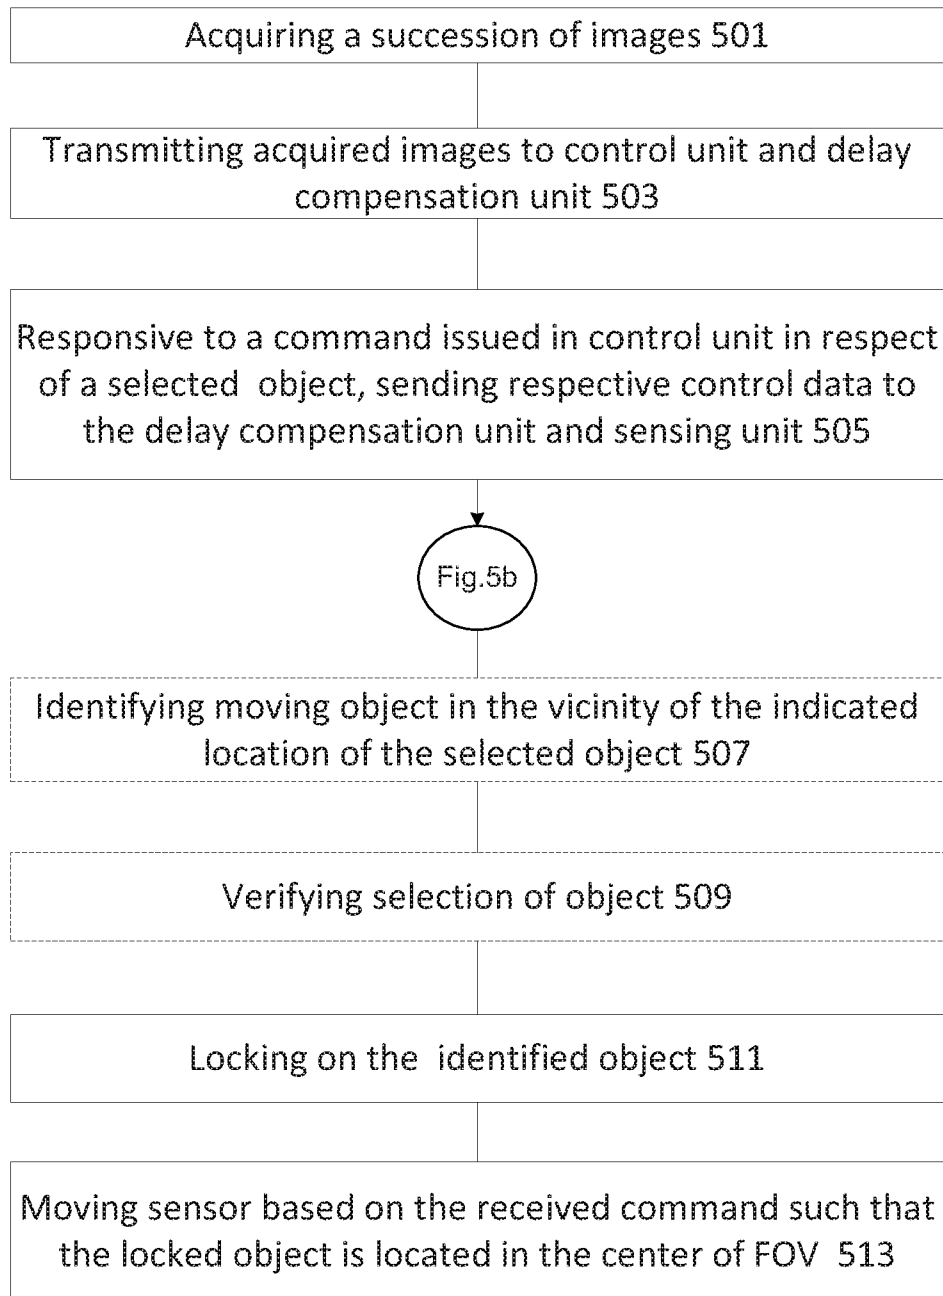 Acquiring a succession of images 501
Transmitting acquired images to control unit and delay
compensation unit 503
Responsive to a command issued in control unit in respect
of a selected object, sending respective control data to
the delay compensation unit and sensing unit 505
Fig.5b
Identifying moving object in the vicinity of the indicated
location of the selected object 507
Verifying selection of object 509
Locking on the identified object 511
Moving sensor based on the received command such that
the locked object is located in the center of FOV 513